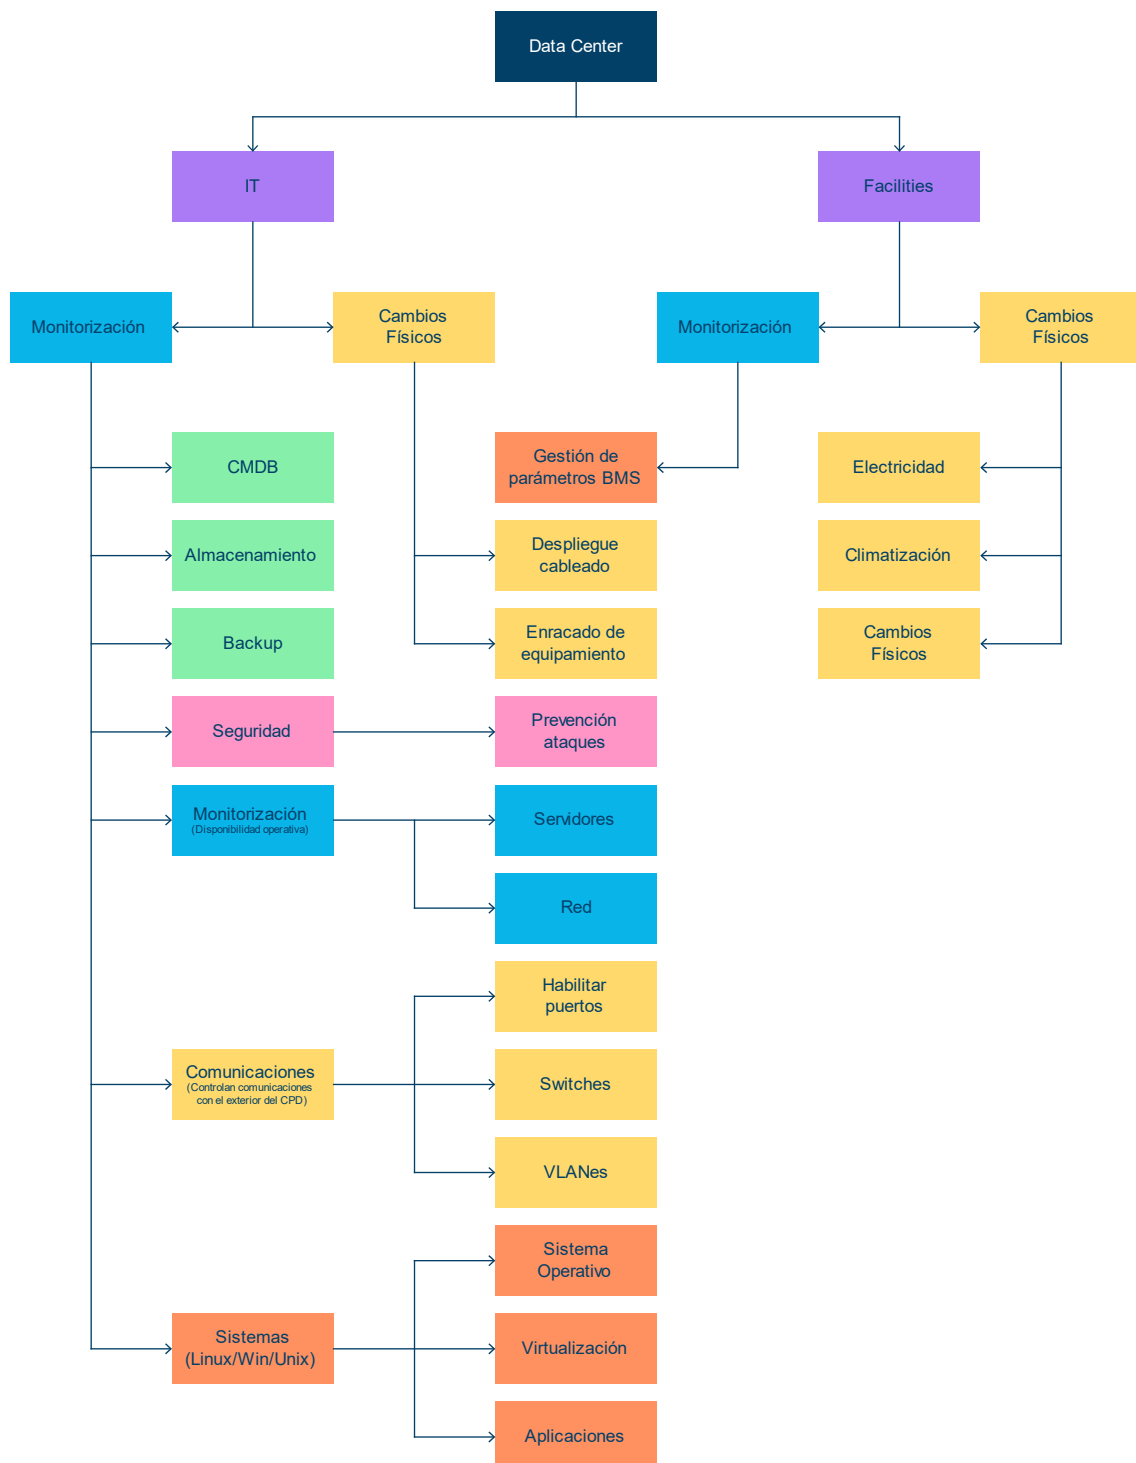 Data Center
IT
Facilities
Monitorización
Cambios
Físicos
Monitorización
Cambios
Físicos
CMDB
Gestión de
parámetros BMS
Electricidad
Almacenamiento
Despliegue
cableado
Climatización
Backup
Enracado de
equipamiento
Cambios
Físicos
Seguridad
Prevención
ataques
Monitorización
(Disponibilidad operativa)
Servidores
Red
Habilitar
puertos
Comunicaciones
(Controlan comunicaciones
con el exterior del CPD)
Switches
VLANes
Sistema
Operativo
Sistemas
(Linux/Win/Unix)
Virtualización
Aplicaciones